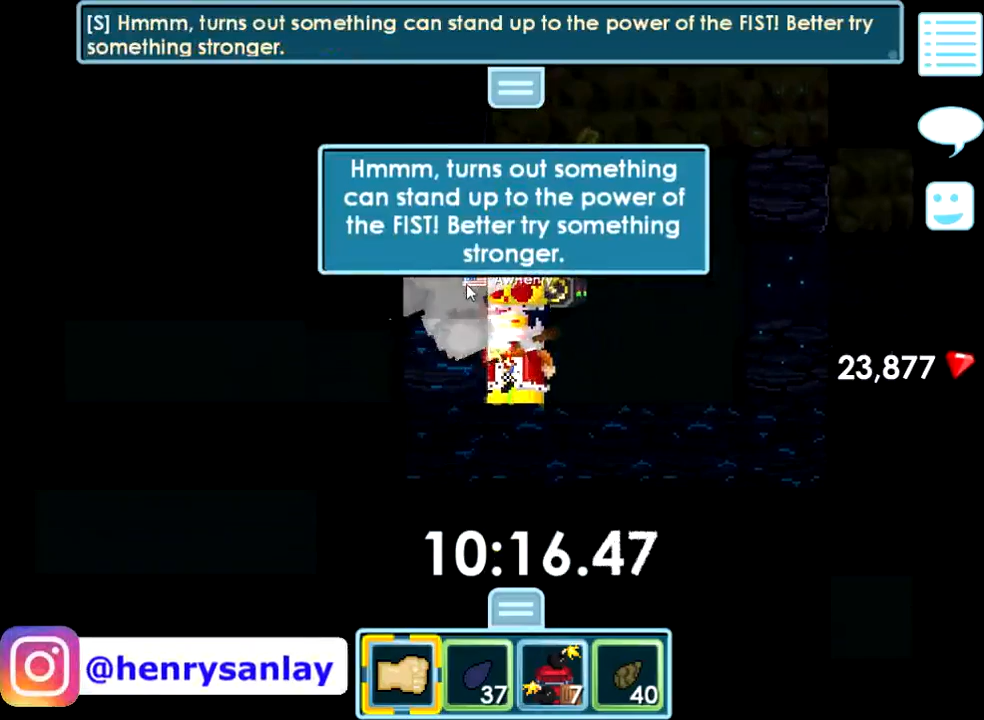 [S] Hmmm, turns out something can stand up to the power of the FIST! Better try
something stronger.
Hmmm, turns out something
can stand up to the power of
the FIST! Better try something
stronger.
AwHenry
23,877
10:16.47
@henrysanlay
37
7
40